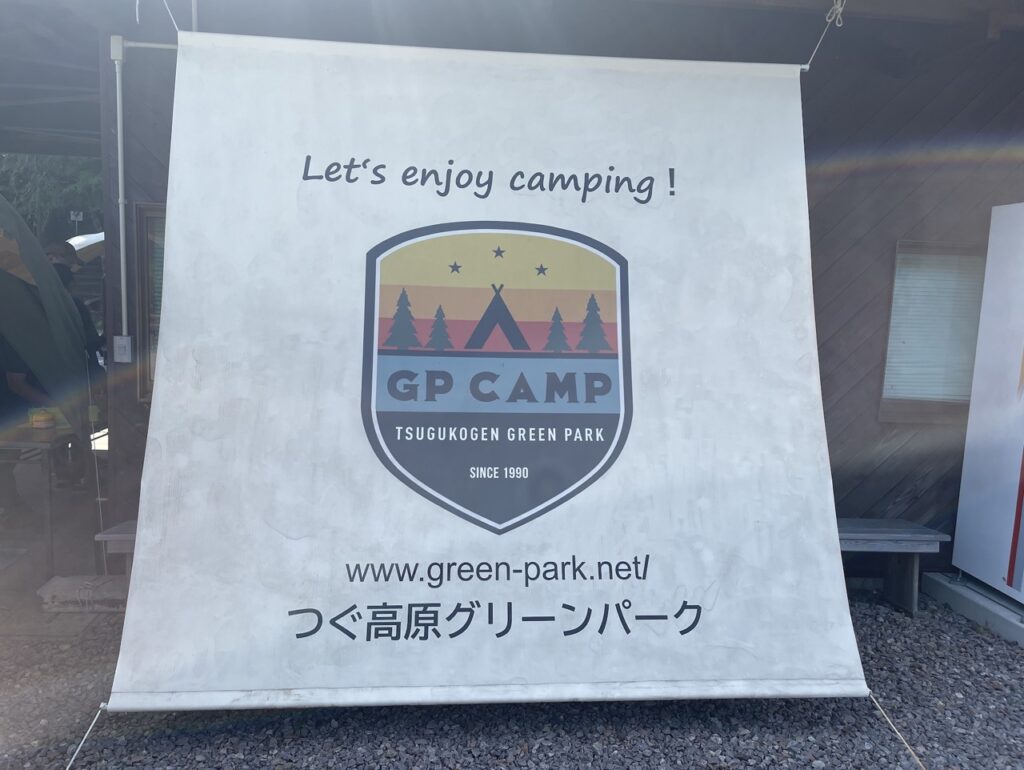 Let's enjoy camping!
GP CAMP
TSUGUKOGEN GREEN PARK
SINCE 1990
www.green-park.net/
つぐ高原グリーンパーク